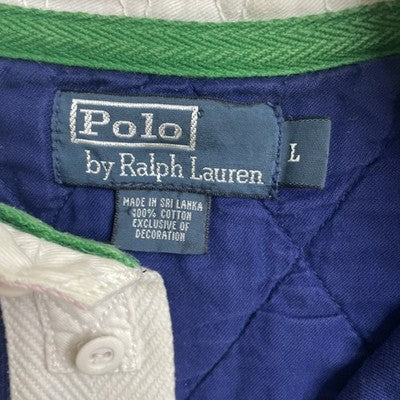 Polo
by Ralph Lauren
L
MADE IN SRI LANKA
100% COTTON
EXCLUSIVE OF
DECORATION